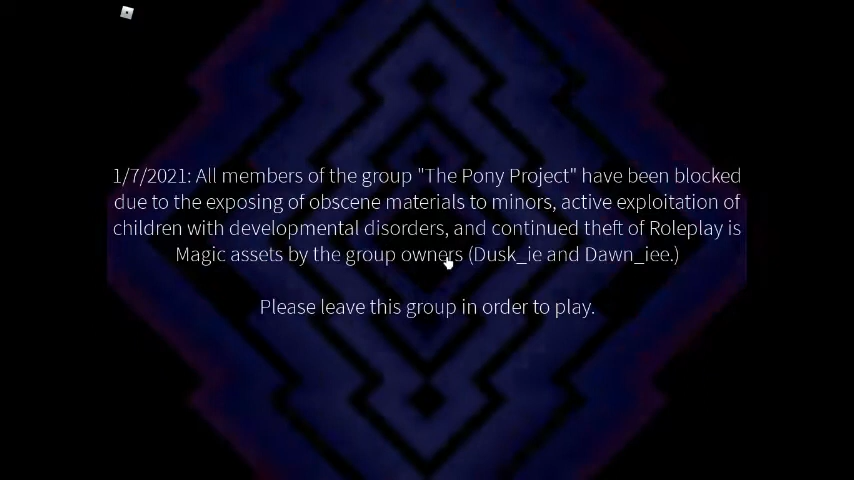 1/7/2021: All members of the group "The Pony Project" have been blocked
due to the exposing of obscene materials to minors, active exploitation of
children with developmental disorders, and continued theft of Roleplay is
Magic assets by the group owners (Dusk_ie and Dawn_iee.)
Please leave this group in order to play.